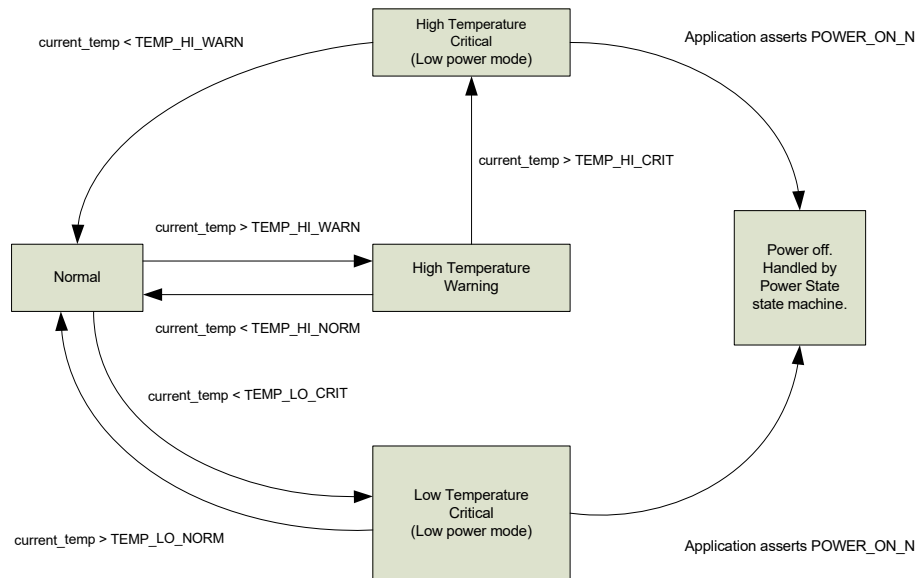 High Temperature
Critical
(Low power mode)
current_temp < TEMP_HI_WARN
Application asserts POWER_ON_N
current_temp > TEMP_HI_CRIT
current_temp > TEMP_HI_WARN
Normal
High Temperature
Warning
Power off.
Handled by
Power State
state machine.
current_temp < TEMP_HI_NORM
current_temp < TEMP_LO_CRIT
Low Temperature
Critical
(Low power mode)
current_temp > TEMP_LO_NORM
Application asserts POWER_ON_N